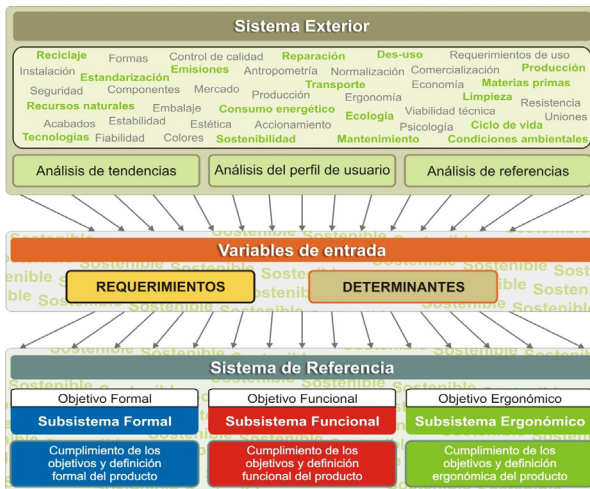 Sistema Exterior
Reciclaje Formas Control de calidad Reparación Des-uso Requerimientos de uso
Instalación Estandarización Emisiones Antropometría Normalización Comercialización Producción
Seguridad Componentes Mercado Producción Transporte Ergonomía Economía Materias primas
Recursos naturales Embalaje Consumo energético Ecología Viabilidad técnica Limpieza Resistencia
Acabados Estabilidad Estética Accionamiento Psicología Ciclo de vida Uniones
Tecnologías Fiabilidad Colores Sostenibilidad Mantenimiento Condiciones ambientales
Análisis de tendencias Análisis del perfil de usuario Análisis de referencias
Variables de entrada
REQUERIMIENTOS DETERMINANTES
Sistema de Referencia
Objetivo Formal Objetivo Funcional Objetivo Ergonómico
Subsistema Formal Subsistema Funcional Subsistema Ergonómico
Cumplimiento de los Cumplimiento de los Cumplimiento de los
objetivos y definición objetivos y definición objetivos y definición
formal del producto funcional del producto ergonómica del producto